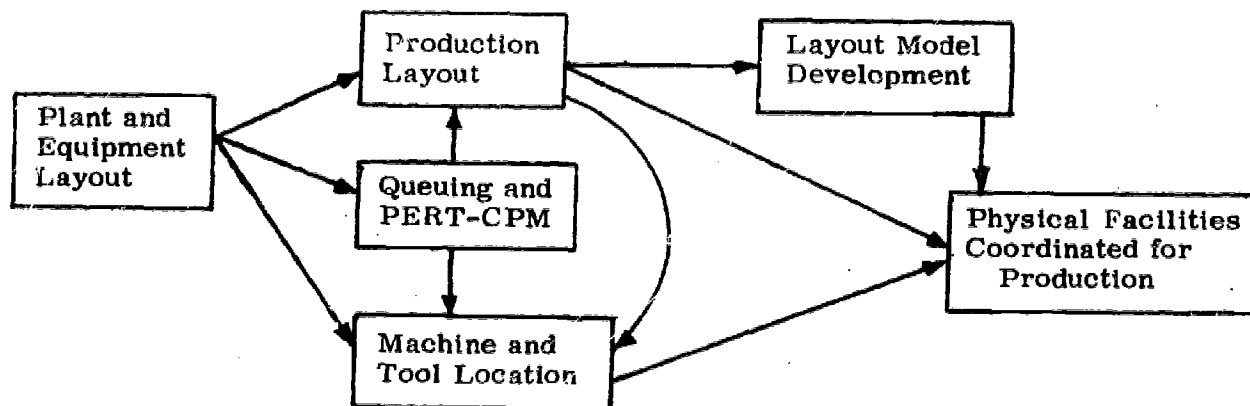 Plant and
Equipment
Layout
Production
Layout
Queuing and
PERT-CPM
Machine and
Tool Location
Layout Model
Development
Physical Facilities
Coordinated for
Production